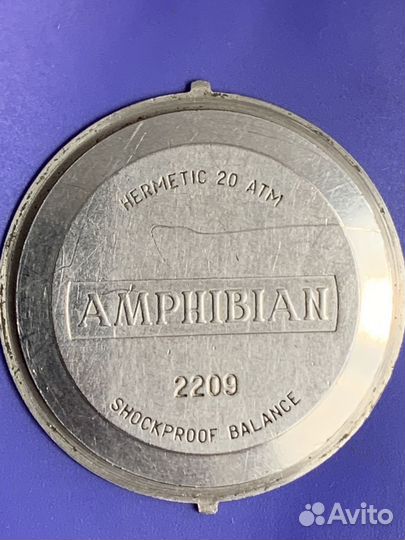 HERMETIC 20 ATM
AMPHIBIAN
2209
SHOCKPROOF BALANCE
Avito